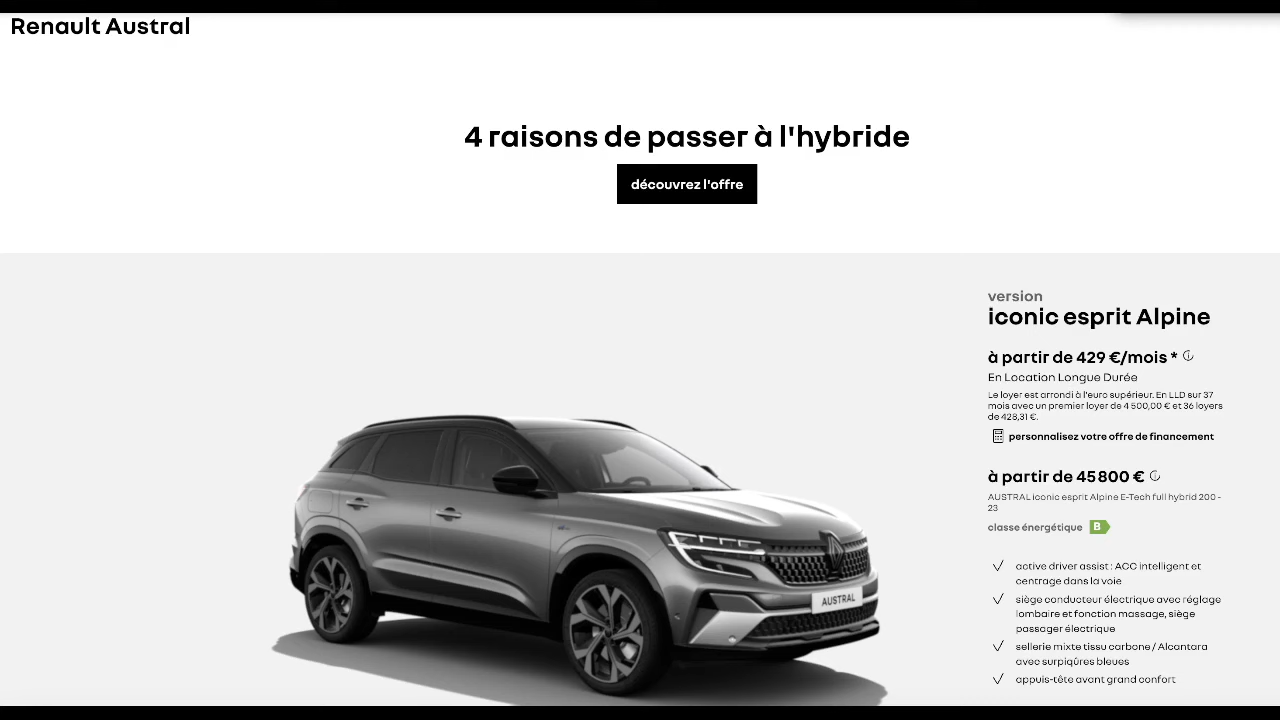 Renault Austral
4 raisons de passer à l'hybride
découvrez l'offre
version
iconic esprit Alpine
à partir de 429 €/mois *
En Location Longue Durée
Le loyer est arrondi à l'euro supérieur. En LLD sur 37
mois avec un premier loyer de 4 500,00 € et 36 loyers
de 428,31 €.
personnalisez votre offre de financement
à partir de 45 800 €
AUSTRAL iconic esprit Alpine E-Tech full hybrid 200 -
23
classe énergétique B
active driver assist : ACC intelligent et
centrage dans la voie
siège conducteur électrique avec réglage
lombaire et fonction massage, siège
passager électrique
sellerie mixte tissu carbone / Alcantara
avec surpiqûres bleues
appuis-tête avant grand confort
AUSTRAL